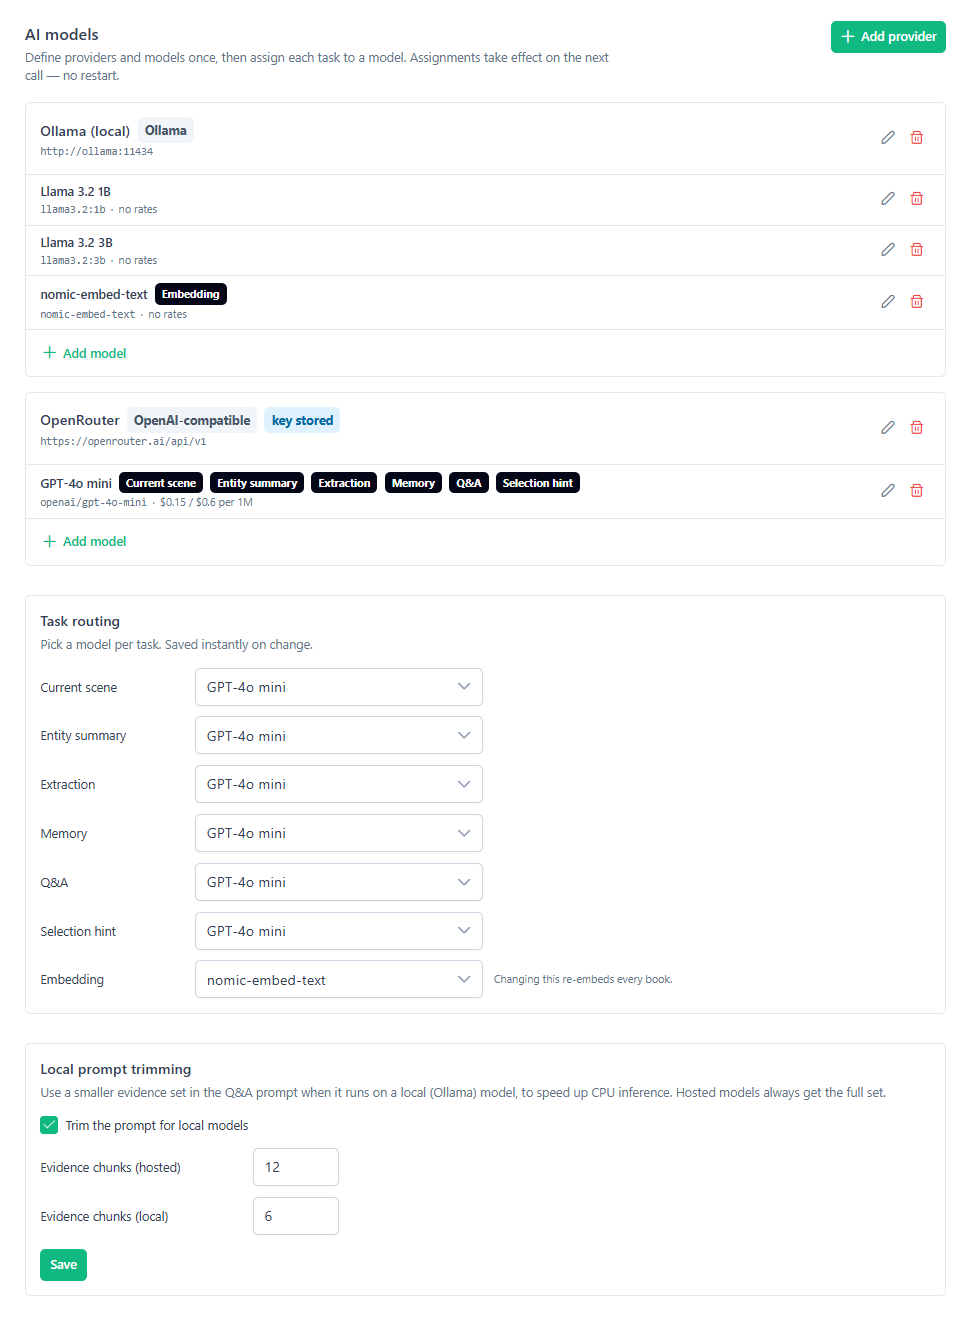 AI models
Add provider
Define providers and models once, then assign each task to a model. Assignments take effect on the next
call — no restart.
Ollama (local) Ollama
http://ollama:11434
Llama 3.2 1B
llama3.2:1b · no rates
Llama 3.2 3B
llama3.2:3b · no rates
nomic-embed-text Embedding
nomic-embed-text · no rates
Add model
OpenRouter OpenAI-compatible key stored
https://openrouter.ai/api/v1
GPT-4o mini Current scene Entity summary Extraction Memory Q&A Selection hint
openai/gpt-4o-mini · $0.15 / $0.6 per 1M
Add model
Task routing
Pick a model per task. Saved instantly on change.
Current scene GPT-4o mini
Entity summary GPT-4o mini
Extraction GPT-4o mini
Memory GPT-4o mini
Q&A GPT-4o mini
Selection hint GPT-4o mini
Embedding nomic-embed-text Changing this re-embeds every book.
Local prompt trimming
Use a smaller evidence set in the Q&A prompt when it runs on a local (Ollama) model, to speed up CPU inference. Hosted models always get the full set.
Trim the prompt for local models
Evidence chunks (hosted) 12
Evidence chunks (local) 6
Save